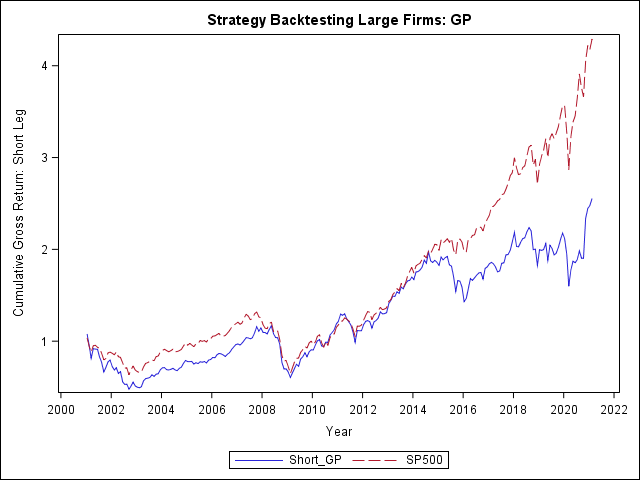 Strategy Backtesting Large Firms: GP
Cumulative Gross Return: Short Leg
4
3
2
1
2000 2002 2004 2006 2008 2010 2012 2014 2016 2018 2020 2022
Year
Short_GP SP500